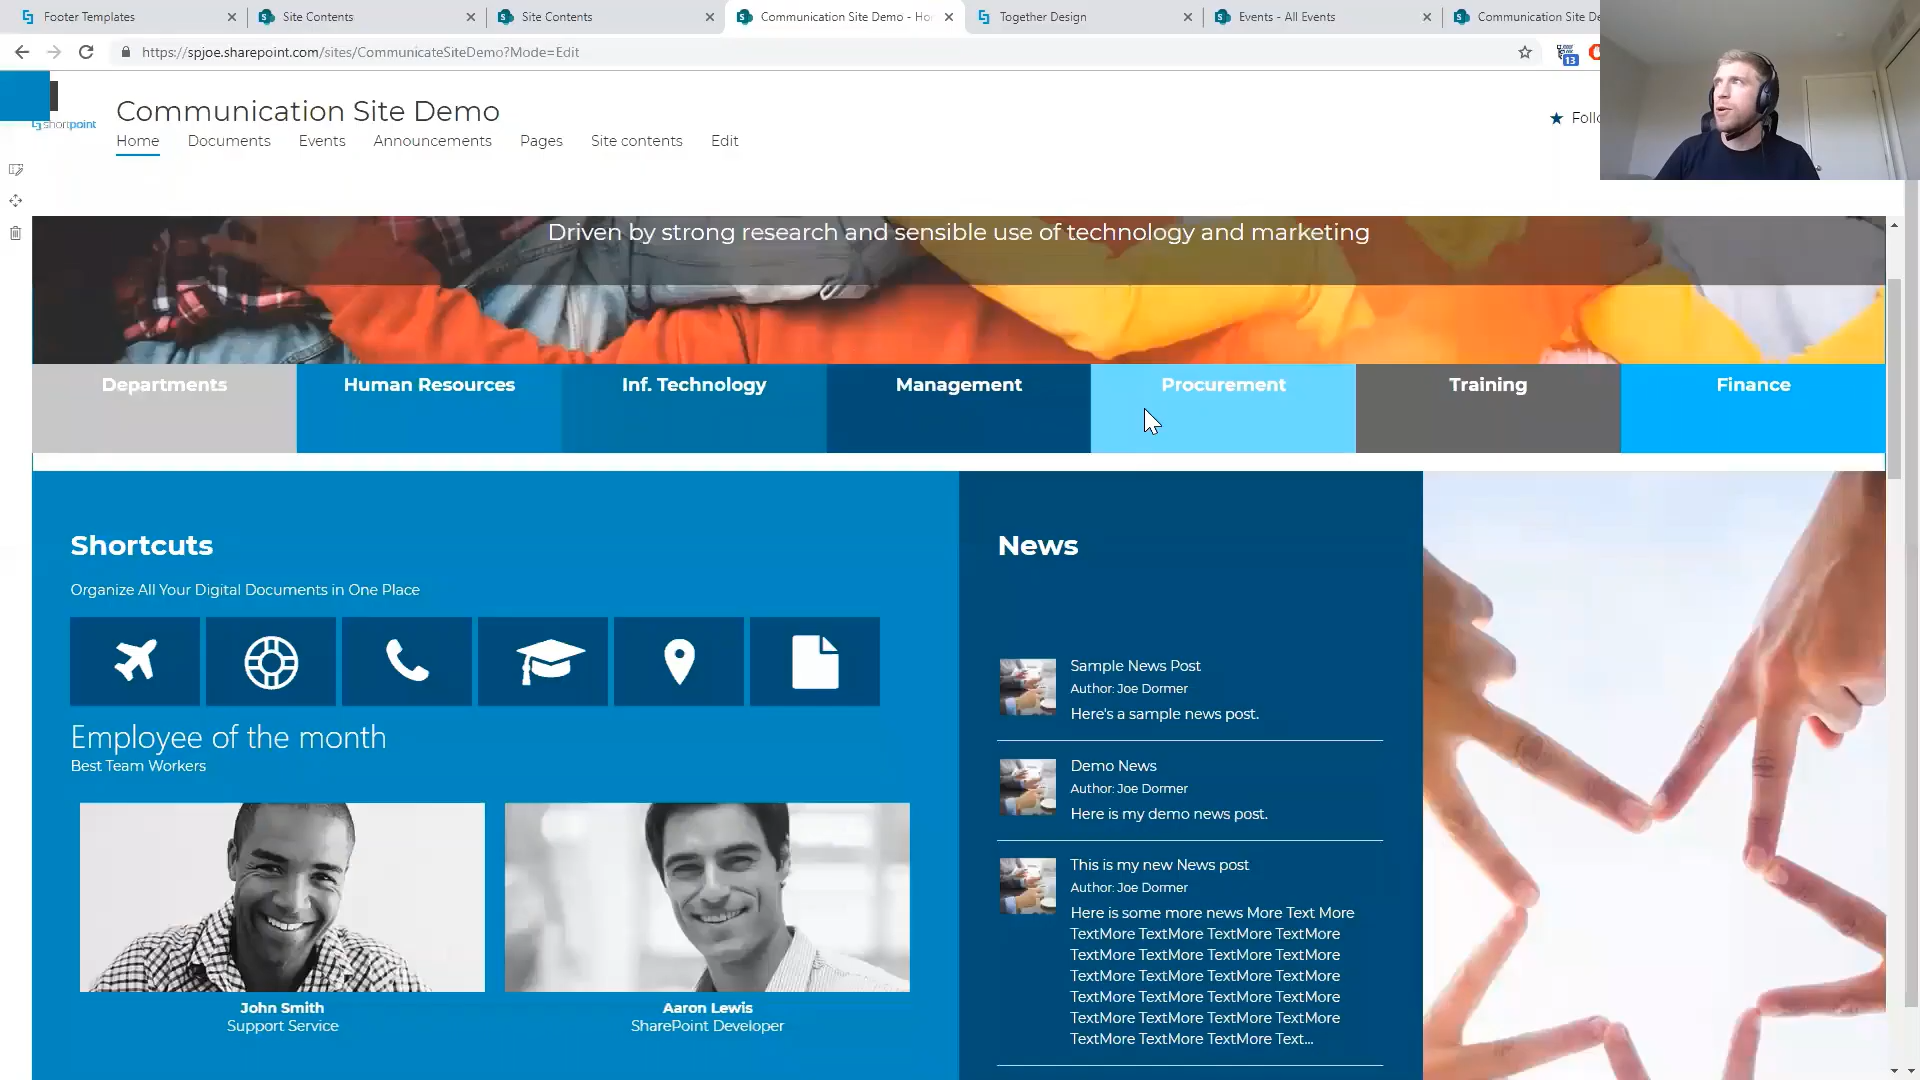 Footer Templates
Site Contents
Site Contents
Communication Site Demo - Ho
Together Design
Events - All Events
Communication Site De
https://spjoe.sharepoint.com/sites/CommunicateSiteDemo?Mode=Edit
13
shortpoint
Communication Site Demo
Follo
Home
Documents
Events
Announcements
Pages
Site contents
Edit
Driven by strong research and sensible use of technology and marketing
Departments
Human Resources
Inf. Technology
Management
Procurement
Training
Finance
Shortcuts
Organize All Your Digital Documents in One Place
Employee of the month
Best Team Workers
John Smith
Support Service
Aaron Lewis
SharePoint Developer
News
Sample News Post
Author: Joe Dormer
Here's a sample news post.
Demo News
Author: Joe Dormer
Here is my demo news post.
This is my new News post
Author: Joe Dormer
Here is some more news More Text More
TextMore TextMore TextMore TextMore
TextMore TextMore TextMore TextMore
TextMore TextMore TextMore TextMore
TextMore TextMore TextMore TextMore
TextMore TextMore TextMore TextMore
TextMore TextMore TextMore Text...